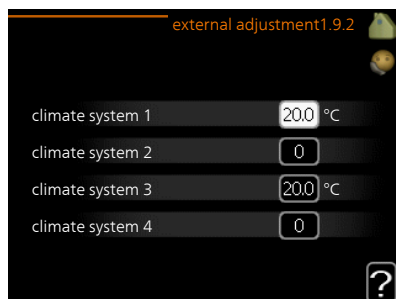 external adjustment1.9.2
climate system 1 20.0 °C
climate system 2 0
climate system 3 20.0 °C
climate system 4 0
?